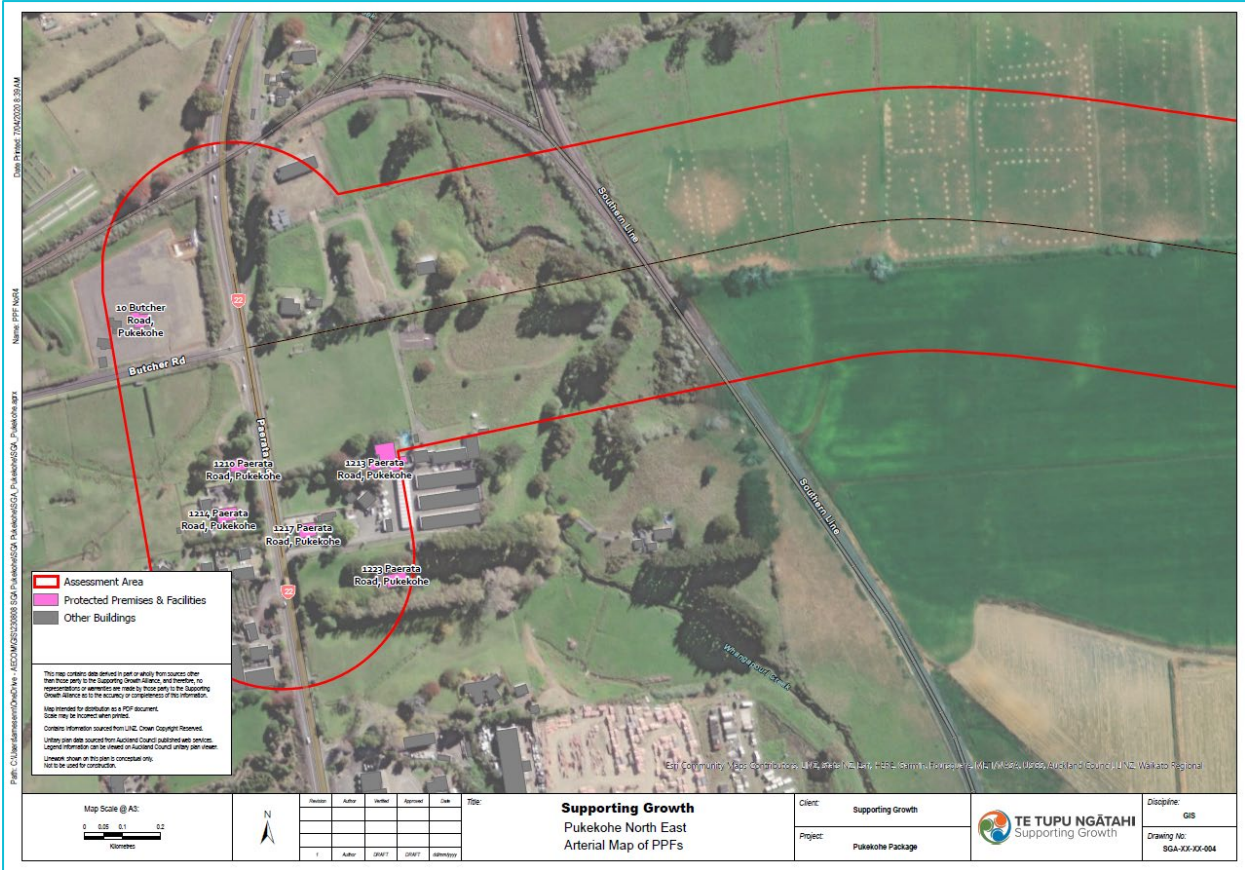 Date Printed: 7/04/2020 8:39 AM
Name: PPF NoR4
Southern Line
22
10 Butcher
Road,
Pukekohe
Butcher Rd
Paerata
1210 Paerata
Road, Pukekohe
1213 Paerata
Road, Pukekohe
1214 Paerata
Road, Pukekohe
1217 Paerata
Road, Pukekohe
1223 Paerata
Road, Pukekohe
Southern Line
22
Assessment Area
Protected Premises & Facilities
Other Buildings
This map contains data derived in part or wholly from sources other
than those party to the Supporting Growth Alliance, and therefore, no
representations or warranties are made by those party to the Supporting
Growth Alliance as to the accuracy or completeness of this information.
Map intended for distribution as a PDF document.
Scale may be incorrect when printed.
Contains information sourced from LINZ. Crown Copyright Reserved.
Unitary plan data sourced from Auckland Council published web services.
Legend information can be viewed on Auckland Council unitary plan viewer.
Linework shown on this plan is conceptual only.
Not to be used for construction.
Map Scale @ A3:
0 0.05 0.1 0.2
Kilometres
N
Revision Author Verified Approved Date
1 Author DRAFT DRAFT dd/mm/yyyy
Title:
Supporting Growth
Pukekohe North East
Arterial Map of PPFs
Client:
Supporting Growth
Project:
Pukekohe Package
TE TUPU NGĀTAHI
Supporting Growth
Discipline:
GIS
Drawing No:
SGA-XX-XX-004